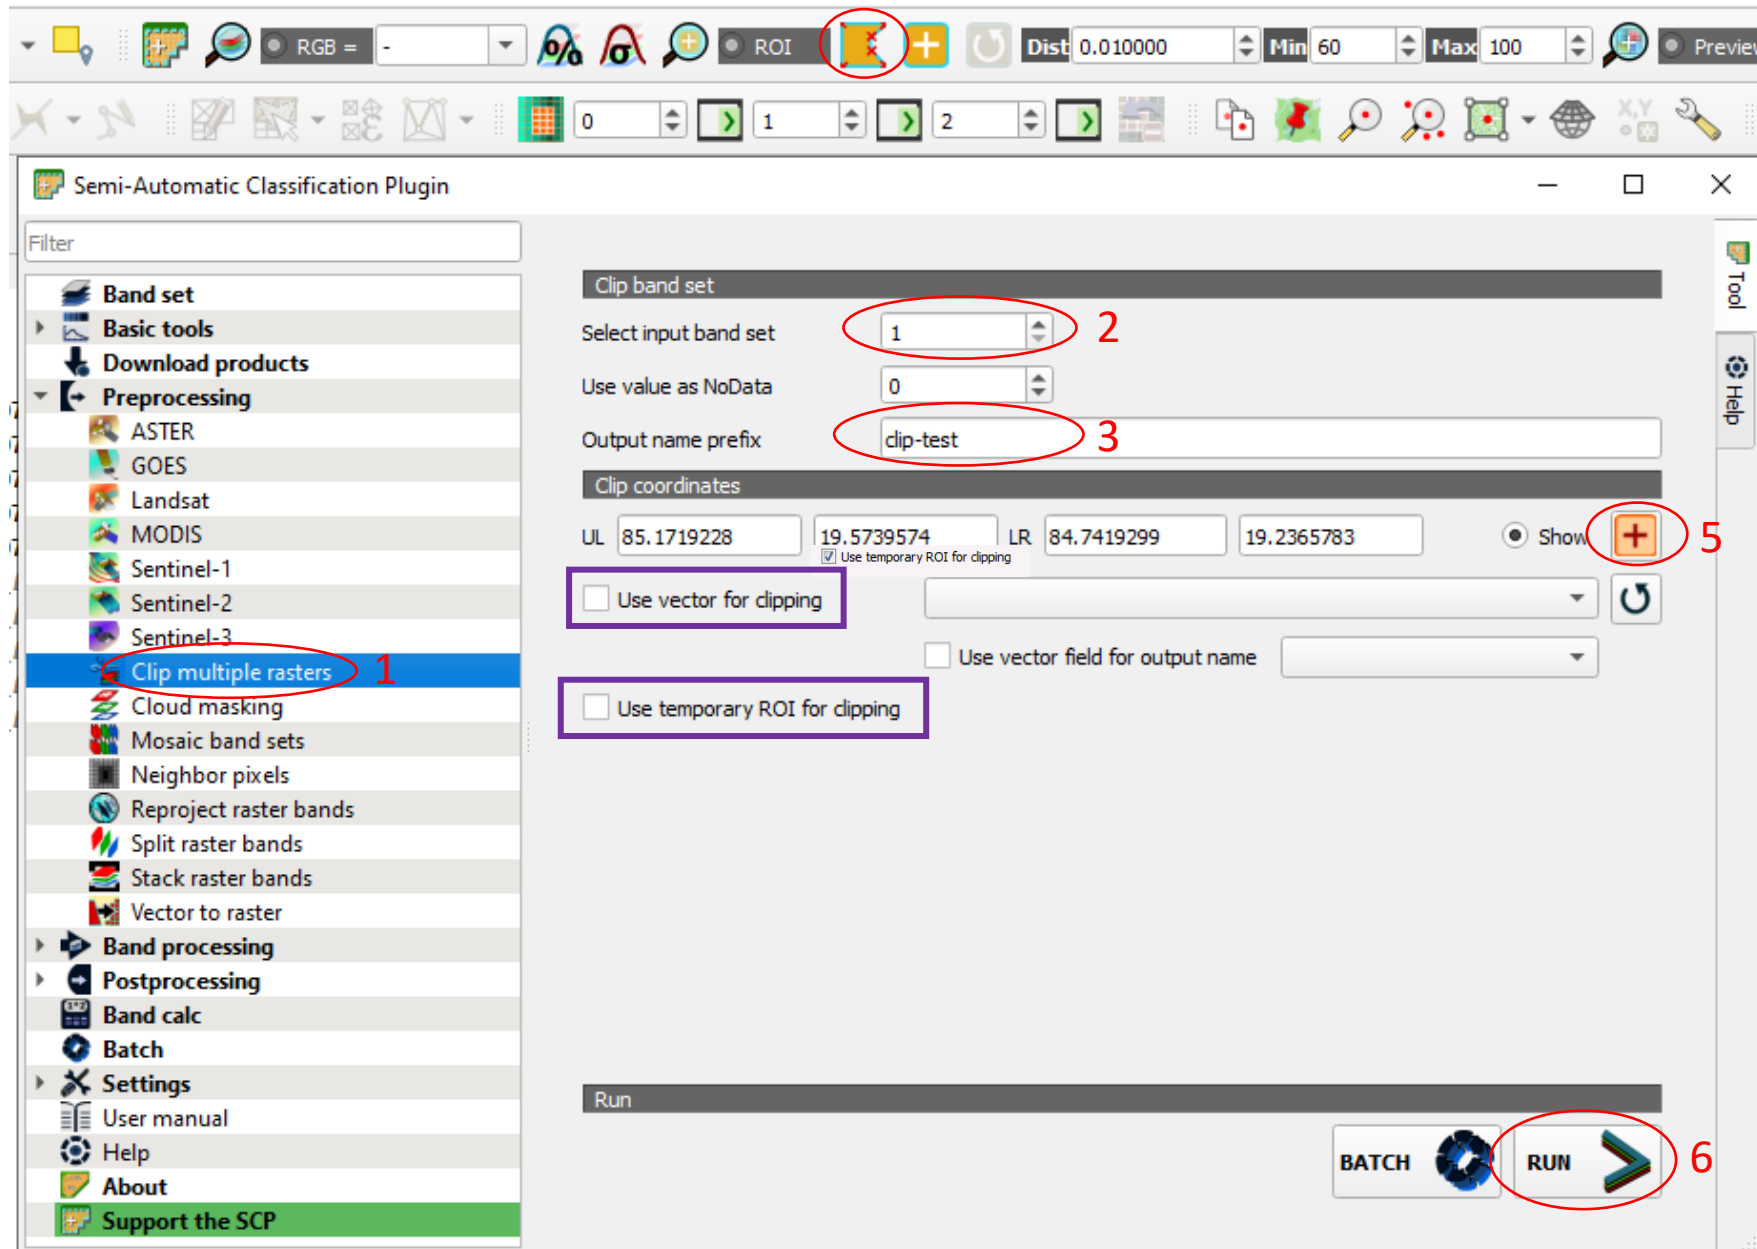 RGB = -
ROI
Dist 0.010000
Min 60
Max 100
Preview
0
1
2
X,Y
Semi-Automatic Classification Plugin
Filter
Band set
Basic tools
Download products
Preprocessing
ASTER
GOES
Landsat
MODIS
Sentinel-1
Sentinel-2
Sentinel-3
Clip multiple rasters 1
Cloud masking
Mosaic band sets
Neighbor pixels
Reproject raster bands
Split raster bands
Stack raster bands
Vector to raster
Band processing
Postprocessing
Band calc
Batch
Settings
User manual
Help
About
Support the SCP
Clip band set
Select input band set 1 2
Use value as NoData 0
Output name prefix clip-test 3
Clip coordinates
UL 85.1719228 19.5739574 LR 84.7419299 19.2365783 Show 5
Use temporary ROI for clipping
Use vector for clipping
Use vector field for output name
Use temporary ROI for clipping
Run
BATCH RUN 6
Tool
Help